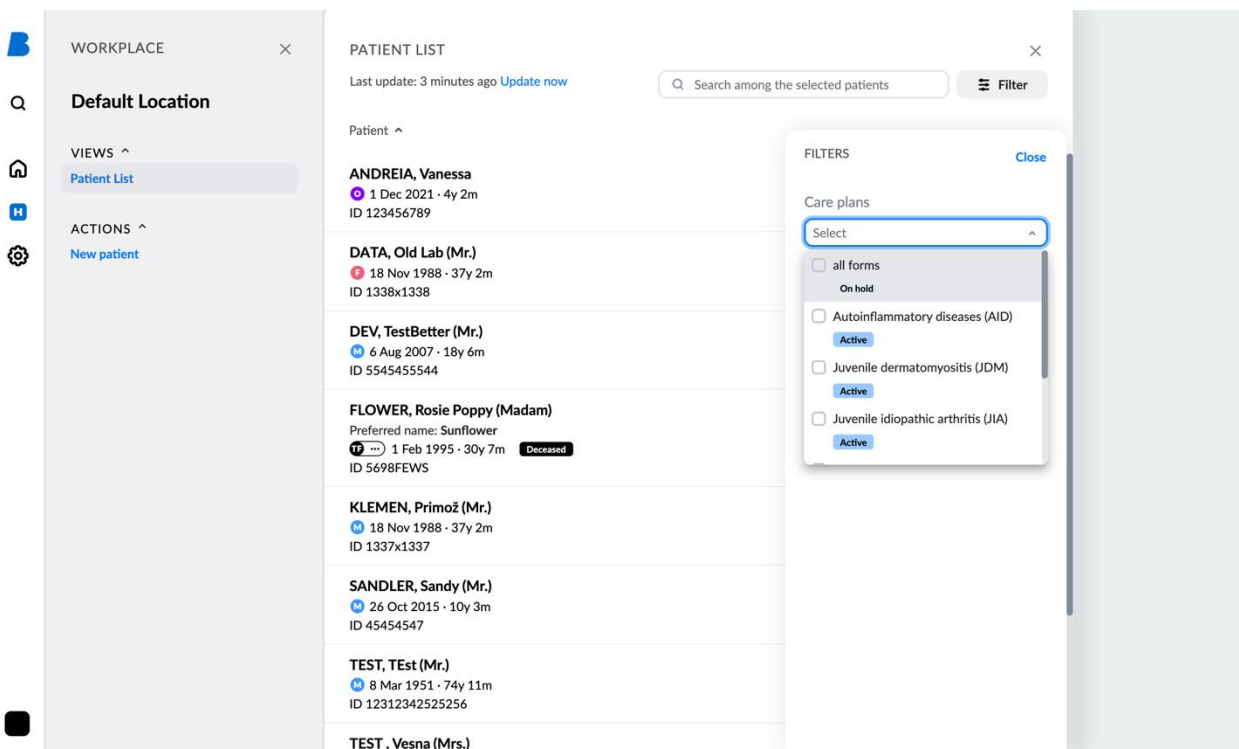 WORKPLACE
Default Location
VIEWS
Patient List
ACTIONS
New patient
PATIENT LIST
Last update: 3 minutes ago Update now
Search among the selected patients
Filter
Patient
ANDREIA, Vanessa
O 1 Dec 2021 · 4y 2m
ID 123456789
DATA, Old Lab (Mr.)
F 18 Nov 1988 · 37y 2m
ID 1338x1338
DEV, TestBetter (Mr.)
M 6 Aug 2007 · 18y 6m
ID 5545455544
FLOWER, Rosie Poppy (Madam)
Preferred name: Sunflower
TF ··· 1 Feb 1995 · 30y 7m Deceased
ID 5698FEWS
KLEMEN, Primož (Mr.)
M 18 Nov 1988 · 37y 2m
ID 1337x1337
SANDLER, Sandy (Mr.)
M 26 Oct 2015 · 10y 3m
ID 45454547
TEST, TEst (Mr.)
M 8 Mar 1951 · 74y 11m
ID 12312342525256
TEST , Vesna (Mrs.)
FILTERS
Close
Care plans
Select
all forms
On hold
Autoinflammatory diseases (AID)
Active
Juvenile dermatomyositis (JDM)
Active
Juvenile idiopathic arthritis (JIA)
Active
B
H